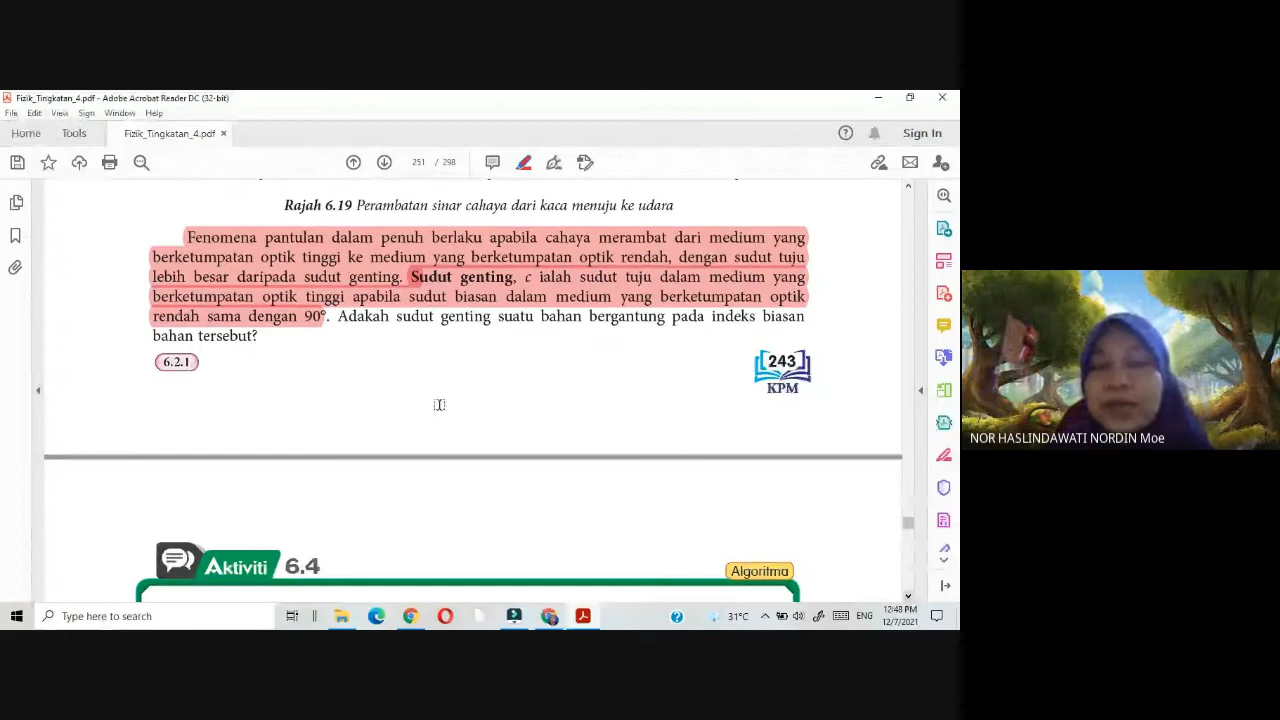 Fizik_Tingkatan_4.pdf - Adobe Acrobat Reader DC (32-bit)
File Edit View Sign Window Help
Home Tools Fizik_Tingkatan_4.pdf × Sign In
251 / 298
Rajah 6.19 Perambatan sinar cahaya dari kaca menuju ke udara
Fenomena pantulan dalam penuh berlaku apabila cahaya merambat dari medium yang
berketumpatan optik tinggi ke medium yang berketumpatan optik rendah, dengan sudut tuju
lebih besar daripada sudut genting. Sudut genting, c ialah sudut tuju dalam medium yang
berketumpatan optik tinggi apabila sudut biasan dalam medium yang berketumpatan optik
rendah sama dengan 90°. Adakah sudut genting suatu bahan bergantung pada indeks biasan
bahan tersebut?
6.2.1
243
KPM
NOR HASLINDAWATI NORDIN Moe
Aktiviti 6.4
Algoritma
Type here to search
31°C ENG
12:48 PM
12/7/2021